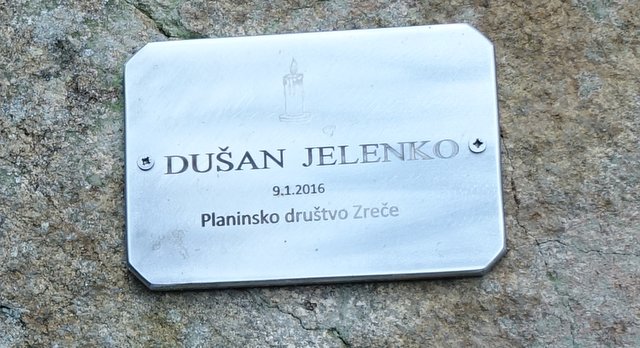 DUŠAN JELENKO
9.1.2016
Planinsko društvo Zreče